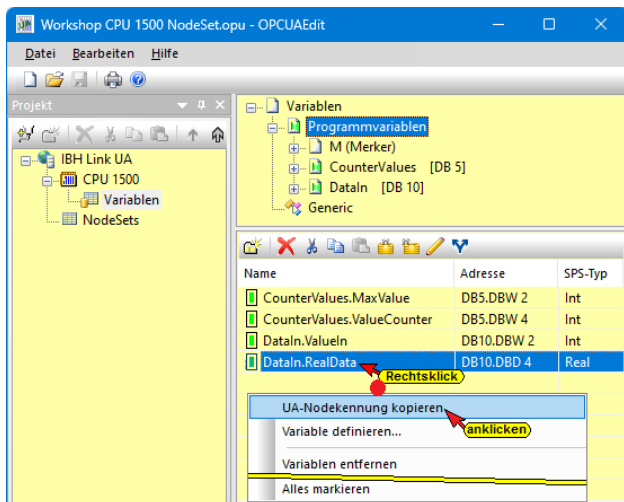 Workshop CPU 1500 NodeSet.opu - OPCUAEdit
Datei Bearbeiten Hilfe
Projekt
IBH Link UA
CPU 1500
Variablen
NodeSets
Variablen
Programmvariablen
M (Merker)
CounterValues [DB 5]
DataIn [DB 10]
Generic
Name Adresse SPS-Typ
CounterValues.MaxValue DB5.DBW 2 Int
CounterValues.ValueCounter DB5.DBW 4 Int
DataIn.ValueIn DB10.DBW 2 Int
DataIn.RealData DB10.DBD 4 Real
Rechtsklick
UA-Nodekennung kopieren
anklicken
Variable definieren...
Variablen entfernen
Alles markieren